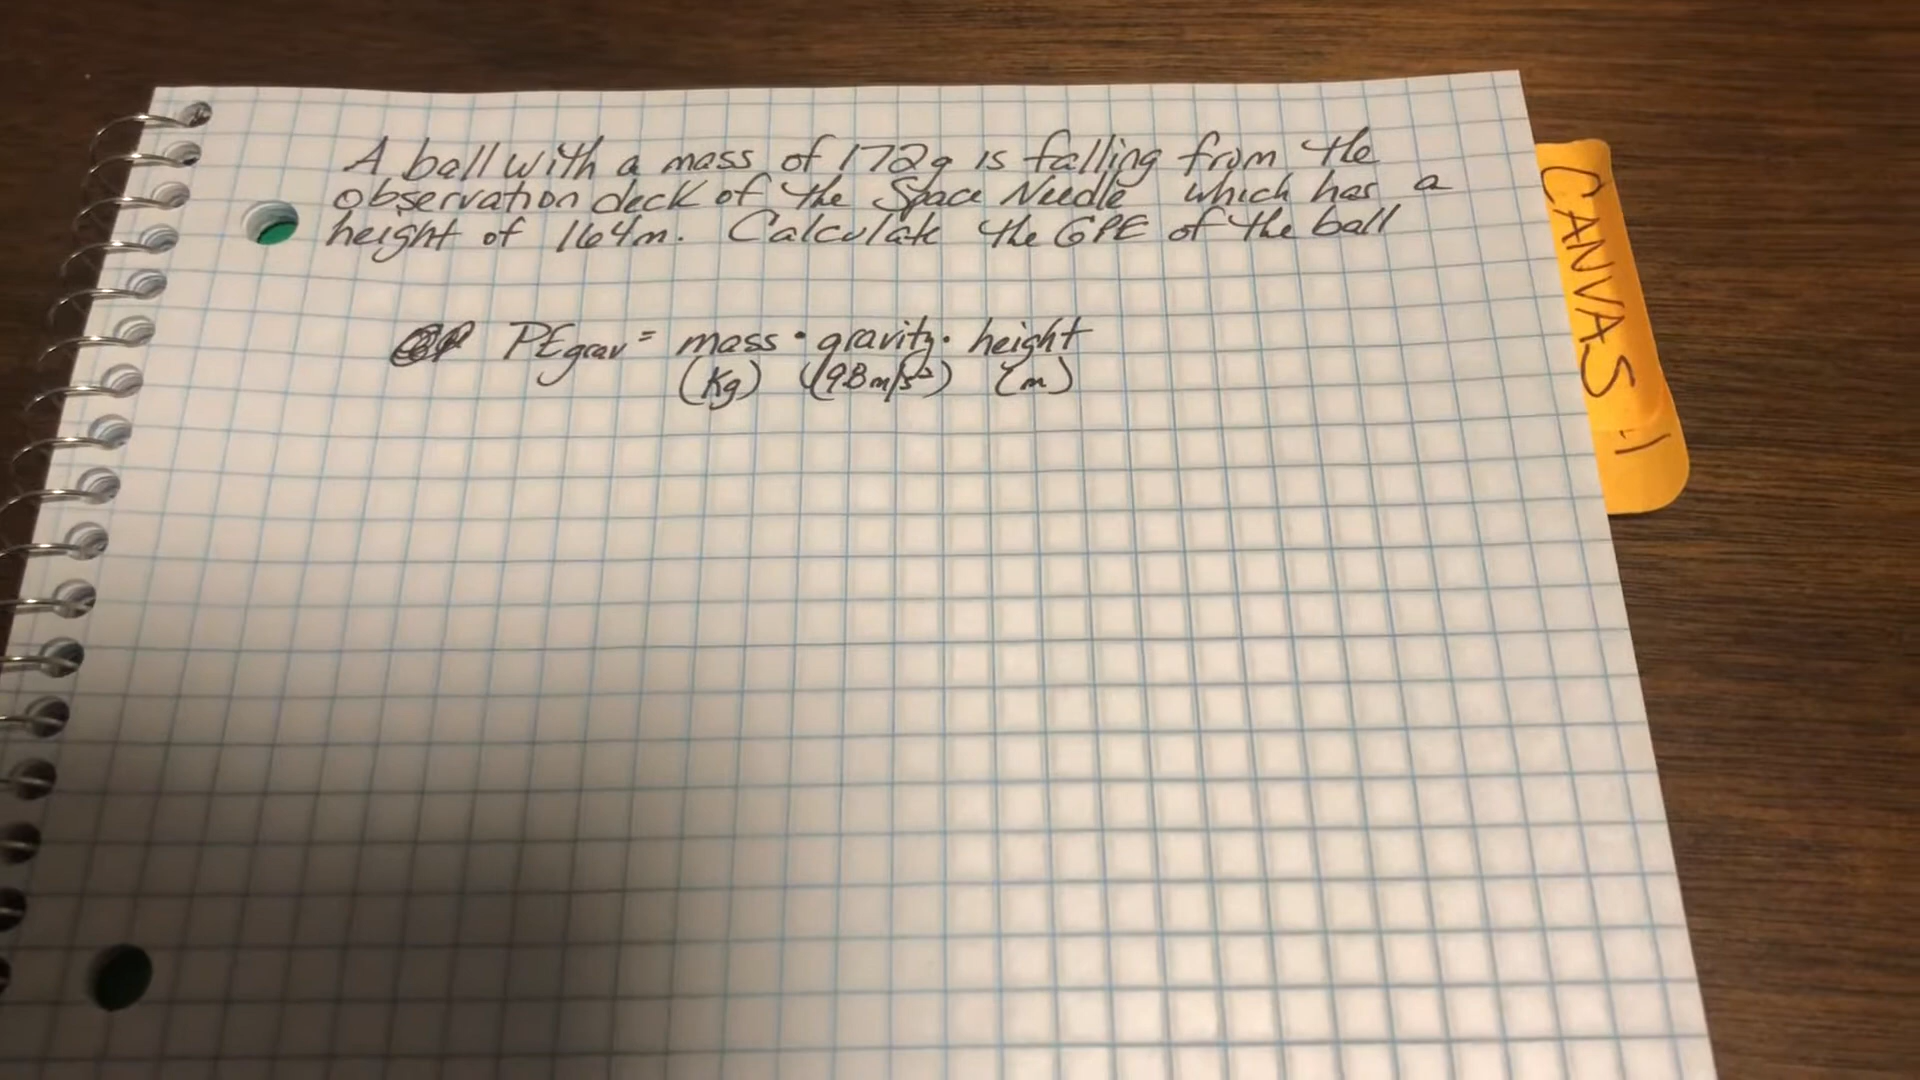 A ball with a mass of 172g is falling from the
observation deck of the Space Needle which has a
height of 164m. Calculate the GPE of the ball
PEgrav = mass · gravity · height
(Kg) (9.8m/s²) (m)
CANVAS